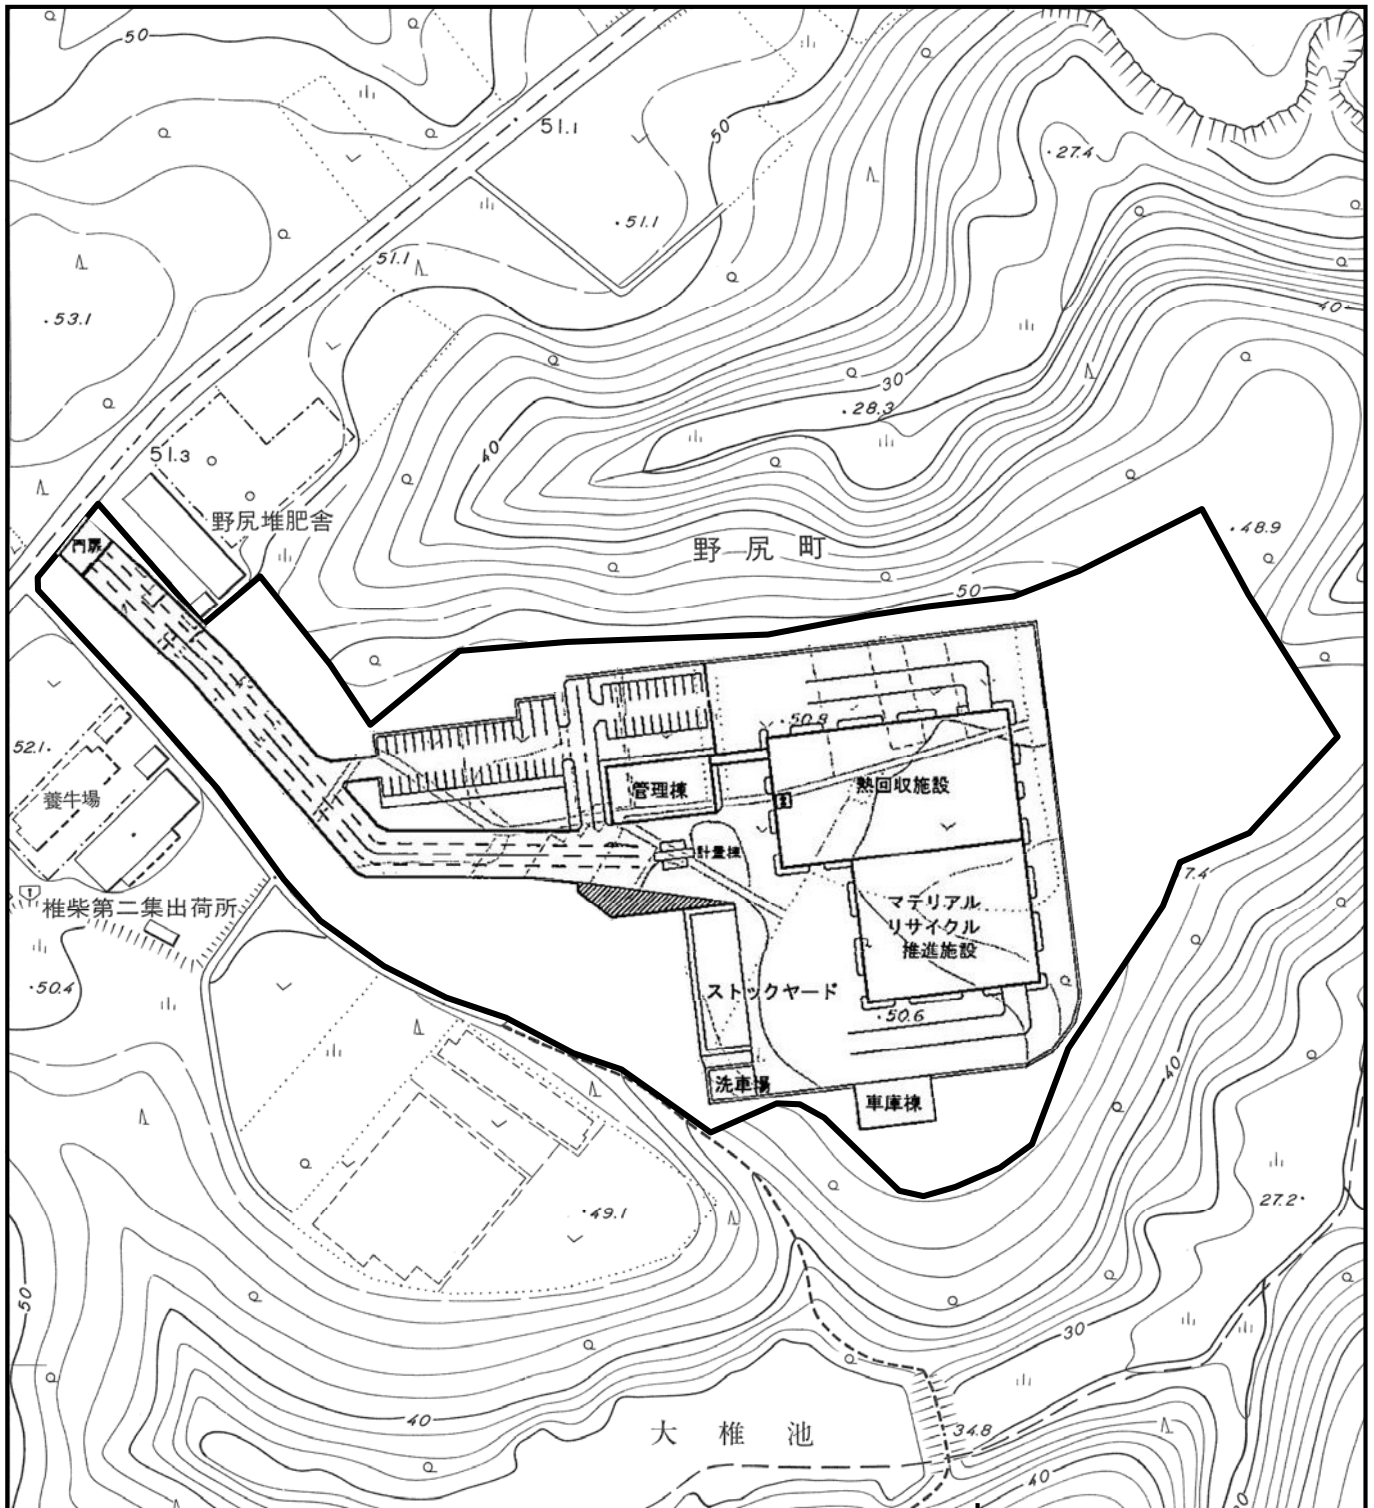 50
51.1
50
27.4
51.1
51.1
53.1
40
30
28.3
40
51.3
野尻堆肥舎
48.9
門扉
野尻町
50
50.9
52.1
管理棟
熱回収施設
養牛場
計量棟
7.4
椎柴第二集出荷所
マテリアル
リサイクル
推進施設
50.4
ストックヤード
50.6
40
洗車場
車庫棟
27.2
49.1
50
30
40
大椎池
34.8
40